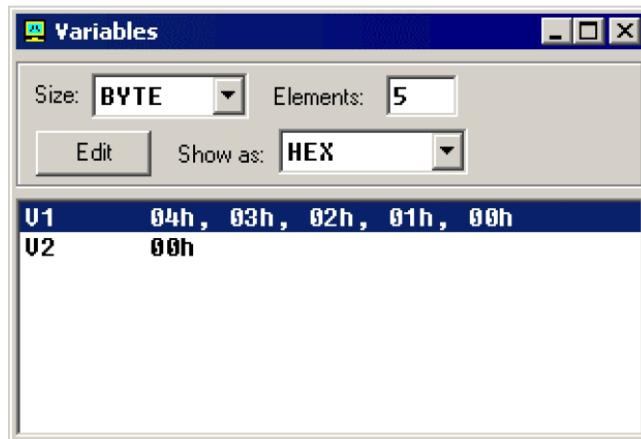 Variables
Size: BYTE Elements: 5
Edit Show as: HEX
V1 04h, 03h, 02h, 01h, 00h
V2 00h